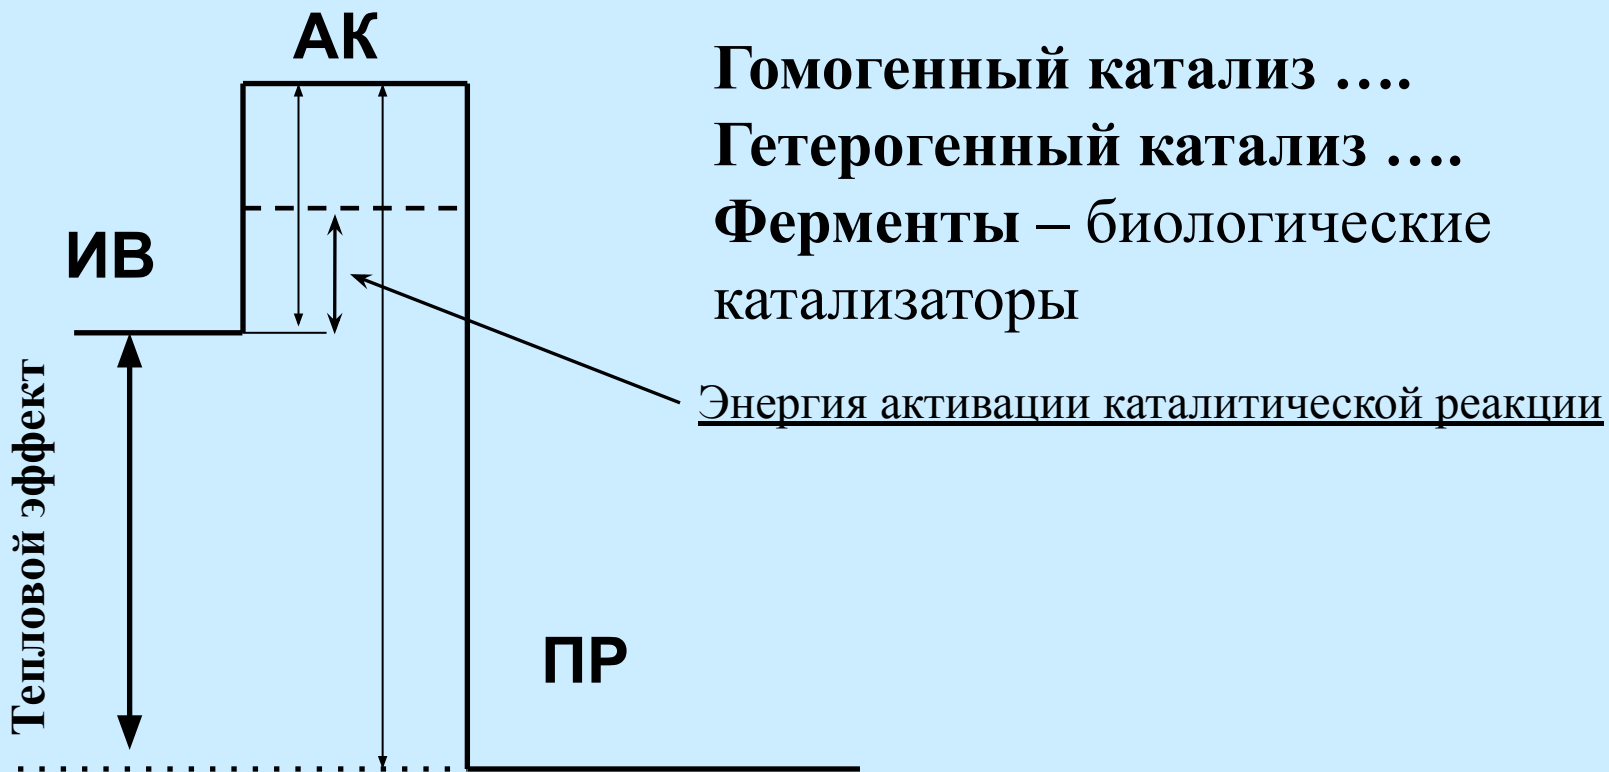 АК
Гомогенный катализ ….
Гетерогенный катализ ….
Ферменты – биологические
катализаторы
ИВ
Энергия активации каталитической реакции
Тепловой эффект
ПР